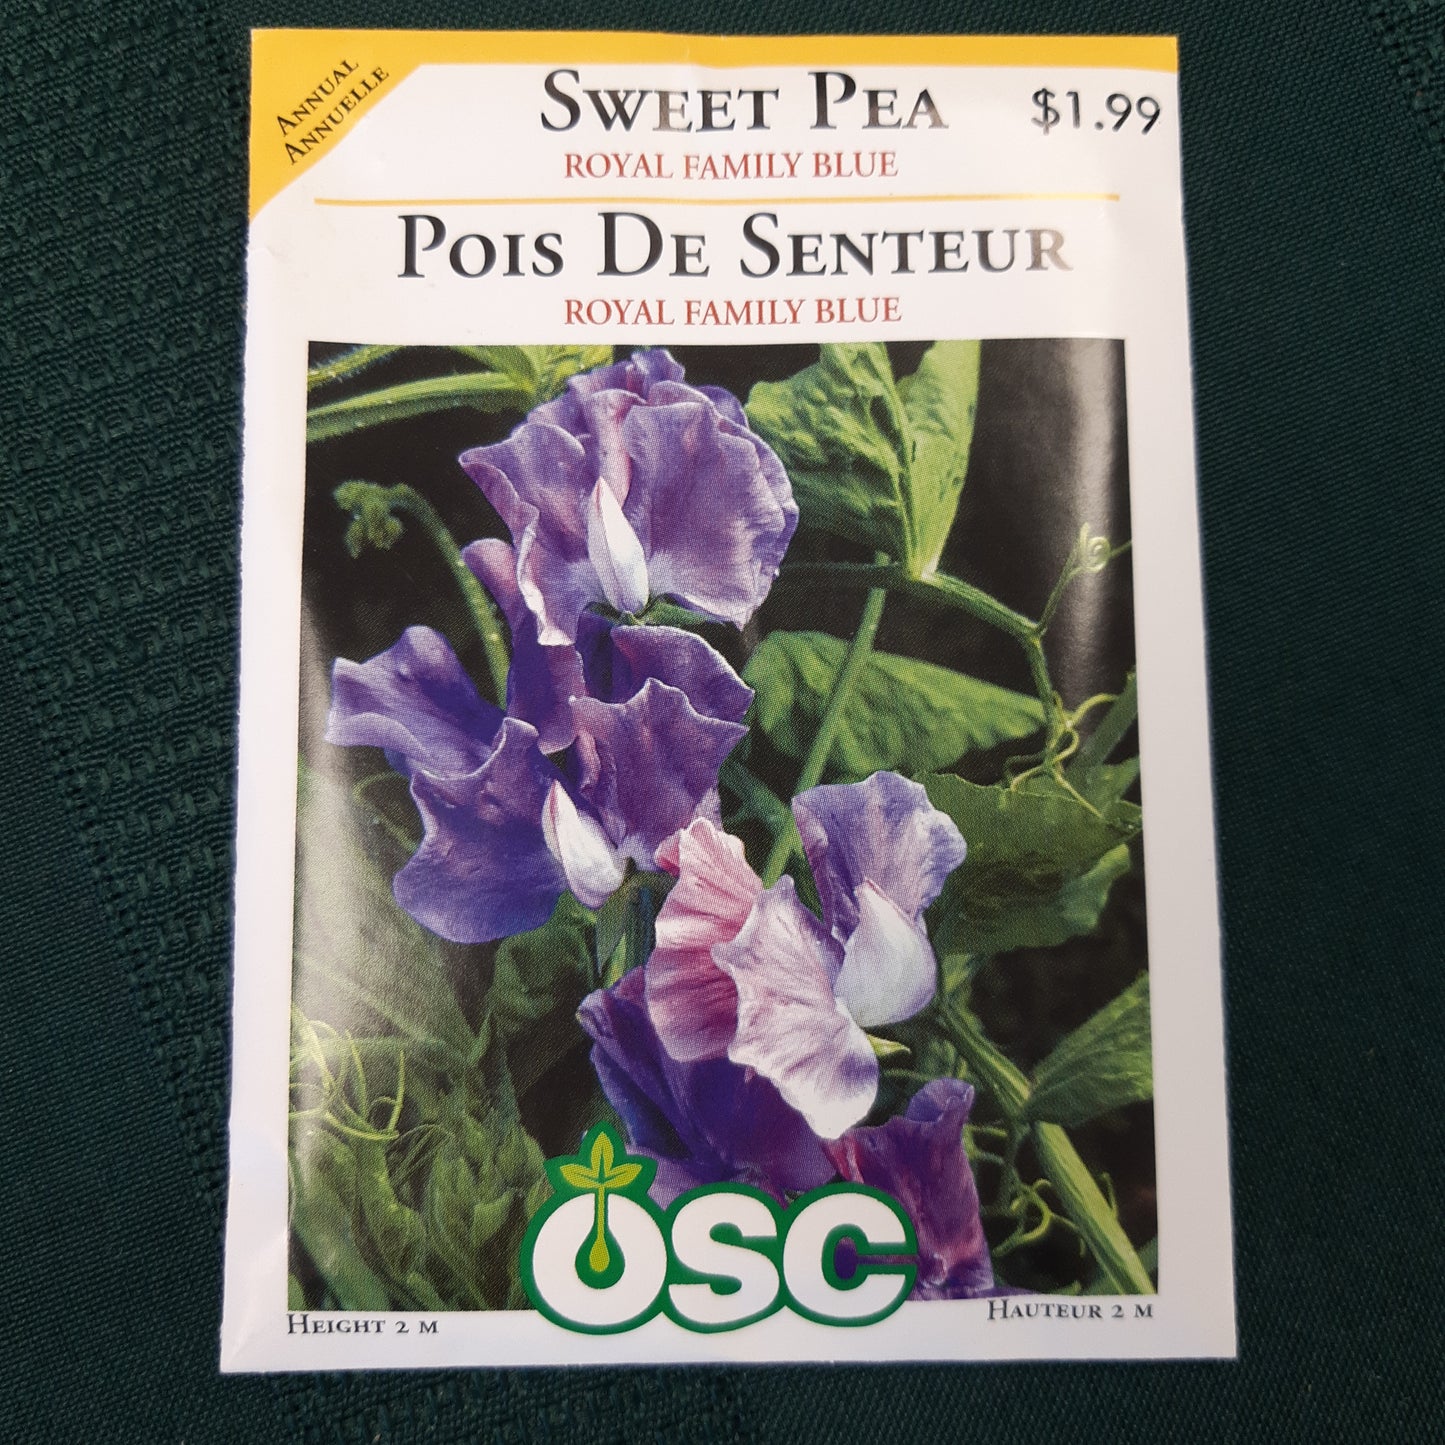 ANNUAL
ANNUELLE
SWEET PEA
$1.99
ROYAL FAMILY BLUE
POIS DE SENTEUR
ROYAL FAMILY BLUE
OSC
HEIGHT 2 M
HAUTEUR 2 M